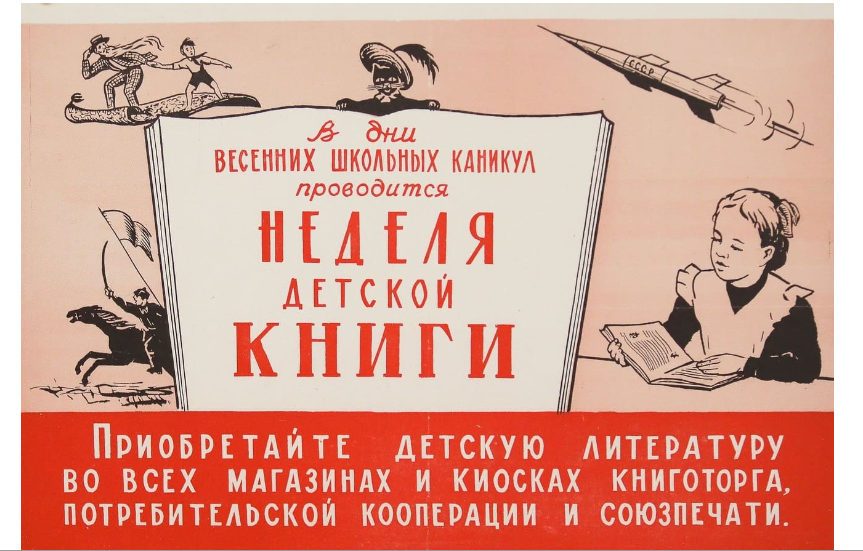 СССР
В дни
ВЕСЕННИХ ШКОЛЬНЫХ КАНИКУЛ
проводится
НЕДЕЛЯ
ДЕТСКОЙ
КНИГИ
ПРИОБРЕТАЙТЕ ДЕТСКУЮ ЛИТЕРАТУРУ
ВО ВСЕХ МАГАЗИНАХ И КИОСКАХ КНИГОТОРГА,
ПОТРЕБИТЕЛЬСКОЙ КООПЕРАЦИИ И СОЮЗПЕЧАТИ.